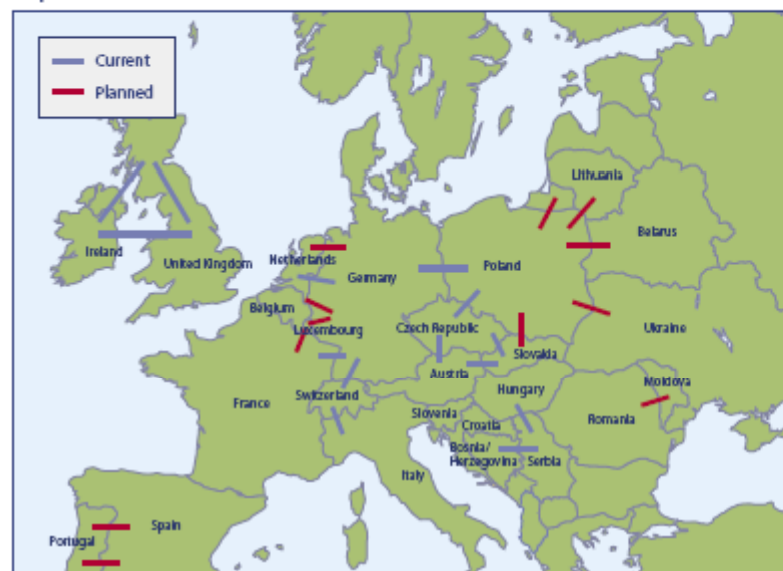 Current
Planned
Lithuania
Belarus
Ireland
United Kingdom
Netherlands
Germany
Poland
Belgium
Luxembourg
Czech Republic
Ukraine
Slovakia
Austria
Switzerland
Hungary
Moldova
France
Slovenia
Croatia
Romania
Bosnia/
Herzegovina
Serbia
Italy
Spain
Portugal